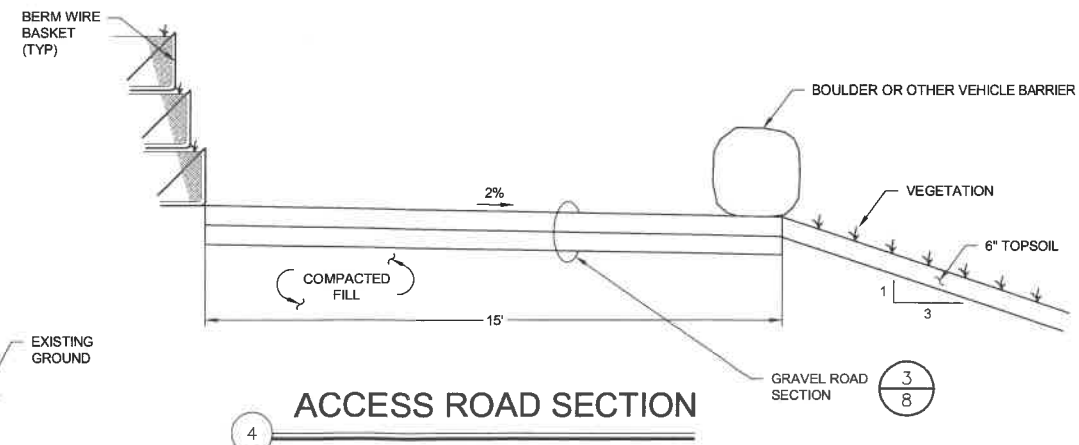 BERM WIRE
BASKET
(TYP)
BOULDER OR OTHER VEHICLE BARRIER
2%
VEGETATION
6" TOPSOIL
COMPACTED
FILL
1
3
15'
EXISTING
GROUND
GRAVEL ROAD
SECTION
3
8
ACCESS ROAD SECTION
4